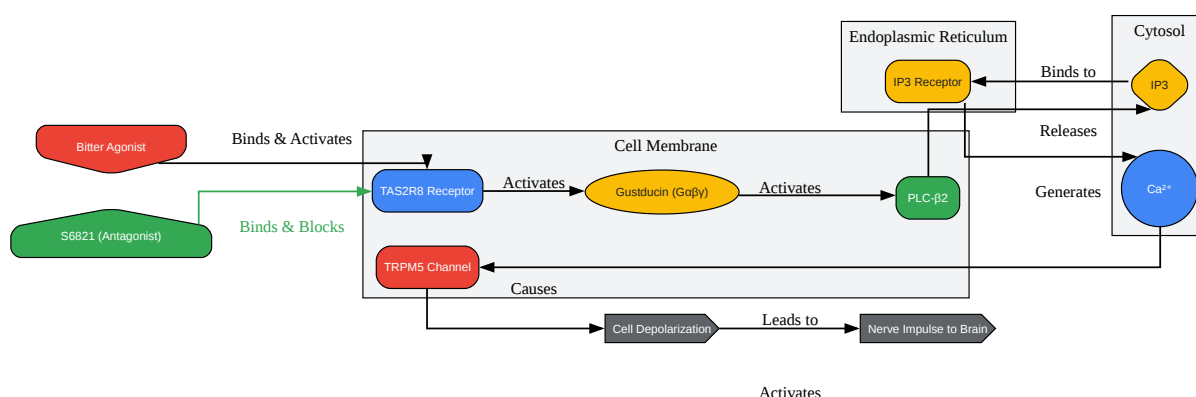 Endoplasmic Reticulum
Cytosol
IP3 Receptor
Binds to
IP3
Bitter Agonist
Binds & Activates
Cell Membrane
Releases
TAS2R8 Receptor
Activates
Gustducin (Gαβγ)
Activates
PLC-β2
Generates
Ca²⁺
S6821 (Antagonist)
Binds & Blocks
TRPM5 Channel
Causes
Cell Depolarization
Leads to
Nerve Impulse to Brain
Activates